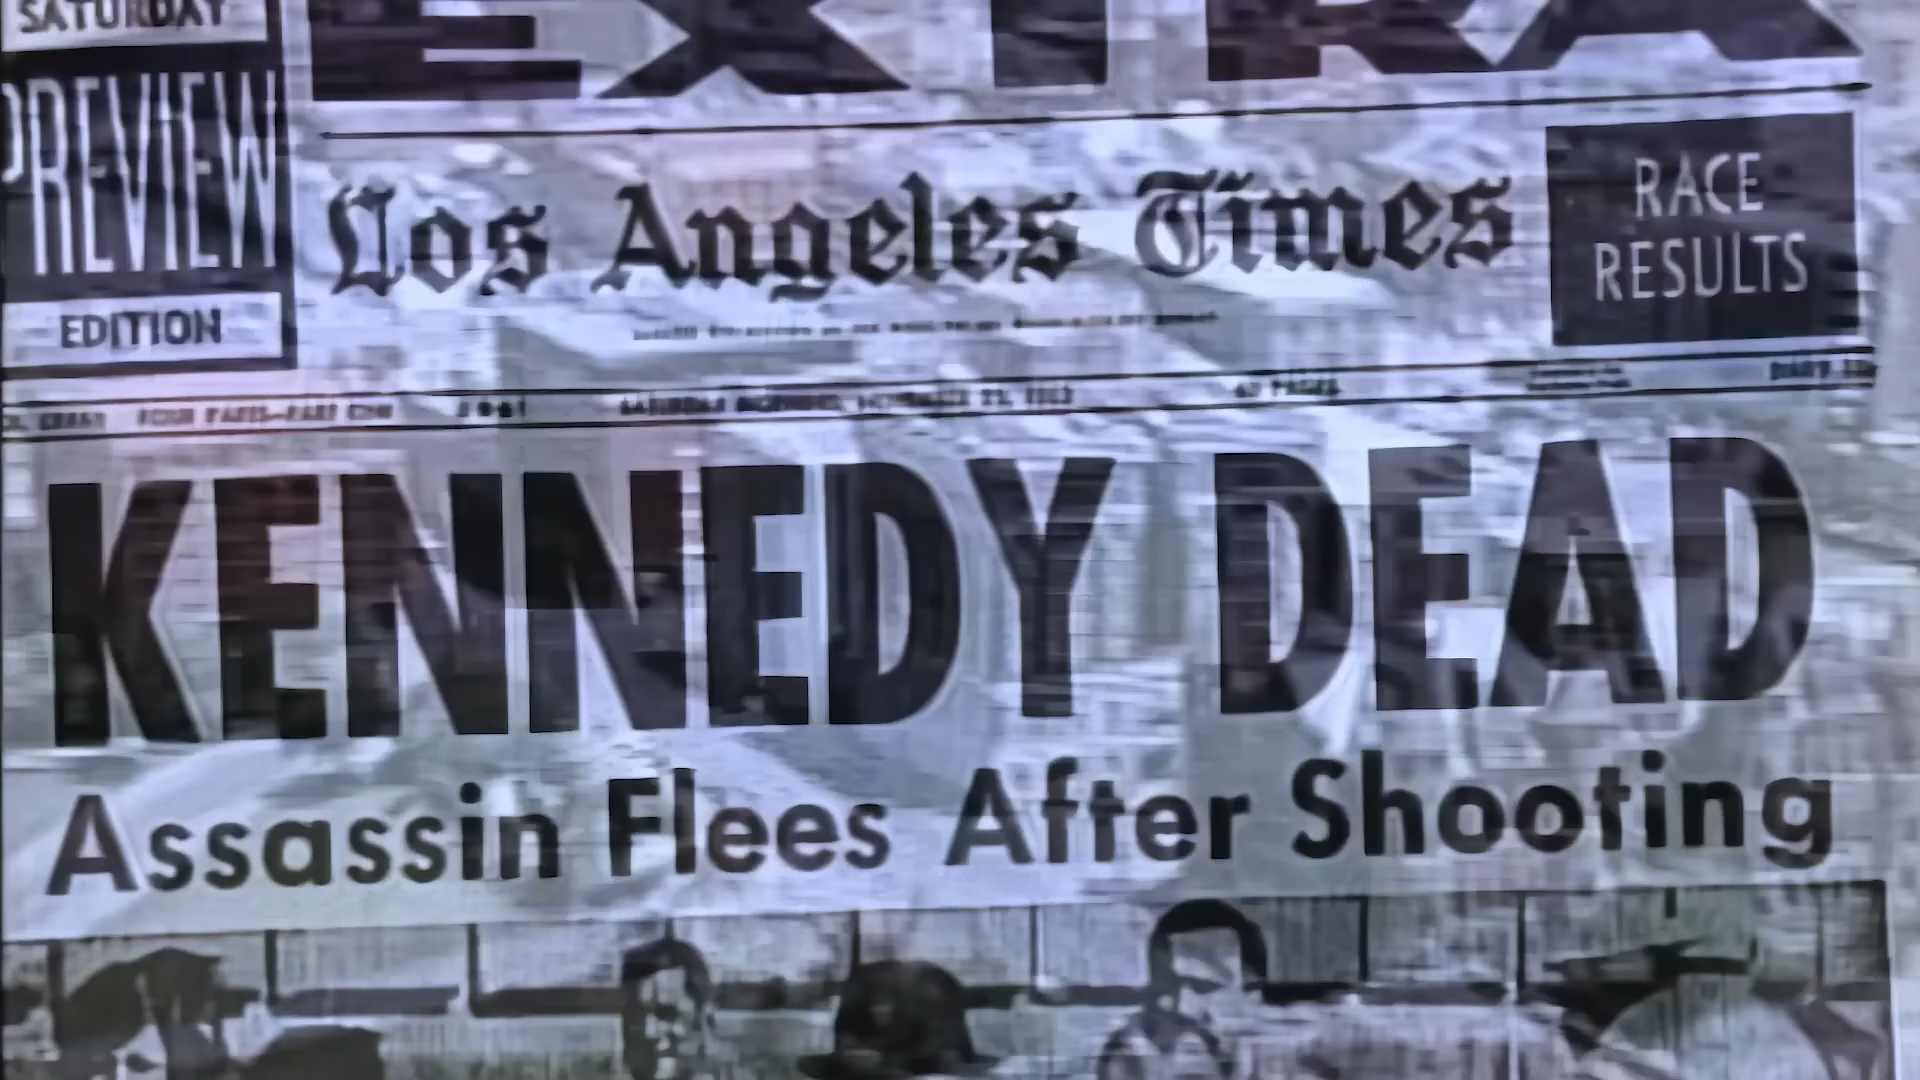 SATURDAY
PREVIEW
EDITION
EXTRA
Los Angeles Times
RACE
RESULTS
KENNEDY DEAD
Assassin Flees After Shooting